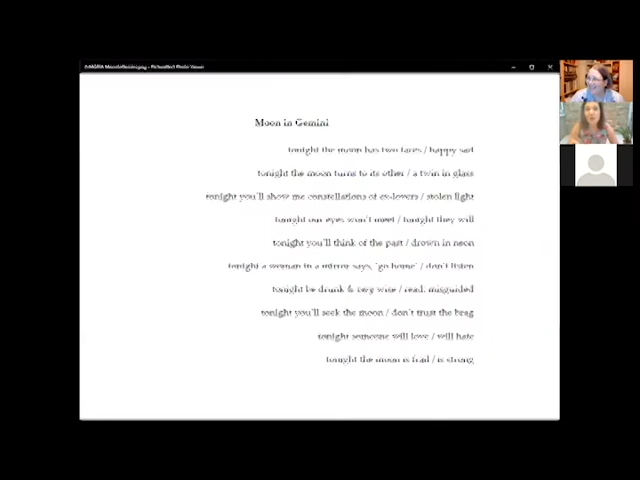 Moon in Gemini
tonight the moon has two faces / happy sad
tonight the moon turns to its other / a twin in glass
tonight you'll show me constellations of ex-lovers / stolen light
tonight our eyes won't meet / tonight they will
tonight you'll think of the past / drown in neon
tonight a woman in a mirror says, 'go home' / don't listen
tonight be drunk & very wise / read: misguided
tonight you'll seek the moon / don't trust the
tonight someone will love / will hate
tonight the moon is frail / is strong